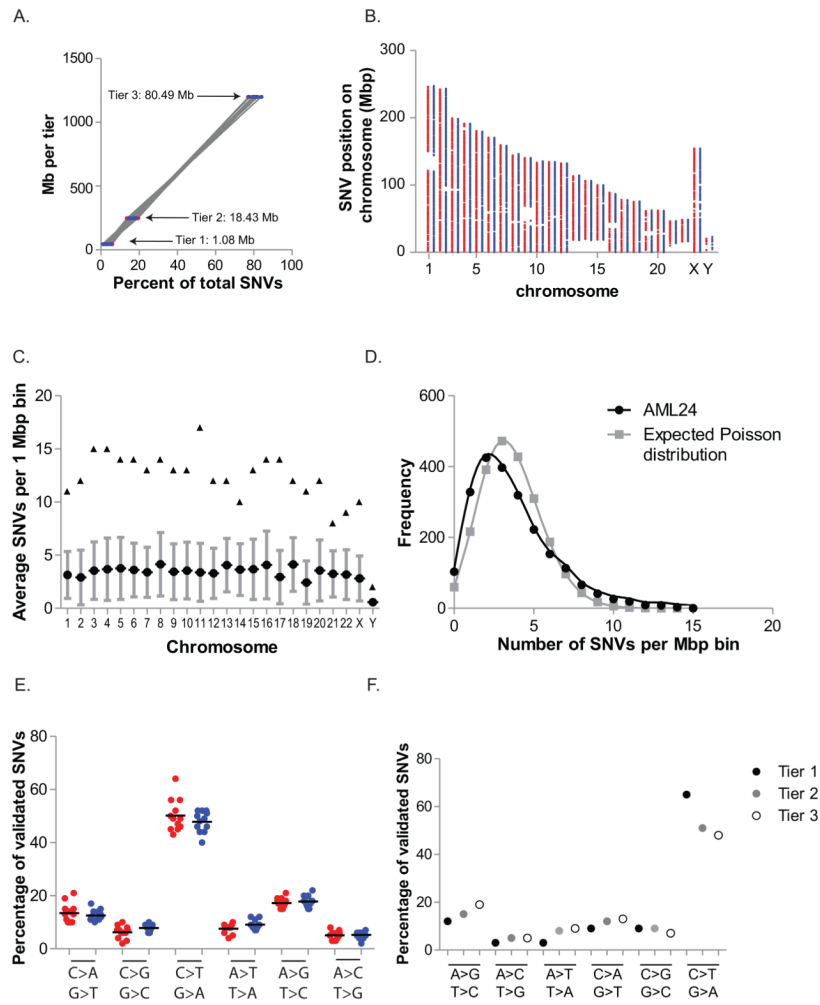 A.
1500
1000
500
0
Mb per tier
Tier 3: 80.49 Mb
Tier 2: 18.43 Mb
Tier 1: 1.08 Mb
0 20 40 60 80 100
Percent of total SNVs
B.
300
200
100
0
SNV position on
chromosome (Mbp)
1 5 10 15 20 X Y
chromosome
C.
20
15
10
5
0
Average SNVs per 1 Mbp bin
1 2 3 4 5 6 7 8 9 10 11 12 13 14 15 16 17 18 19 20 21 22 X Y
Chromosome
D.
600
400
200
0
Frequency
AML24
Expected Poisson
distribution
0 5 10 15 20
Number of SNVs per Mbp bin
E.
80
60
40
20
0
Percentage of validated SNVs
C>A C>G C>T A>T A>G A>C
G>T G>C G>A T>A T>C T>G
F.
80
60
40
20
0
Percentage of validated SNVs
Tier 1
Tier 2
Tier 3
A>G A>C A>T C>A C>G C>T
T>C T>G T>A G>T G>C G>A